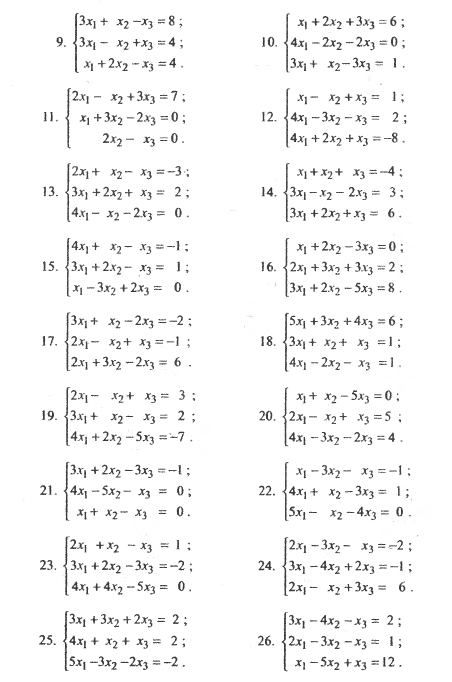 9. 3x₁ + x₂ − x₃ = 8 ;
3x₁ − x₂ + x₃ = 4 ;
x₁ + 2x₂ − x₃ = 4 .
10. x₁ + 2x₂ + 3x₃ = 6 ;
4x₁ − 2x₂ − 2x₃ = 0 ;
3x₁ + x₂ − 3x₃ = 1 .
11. 2x₁ − x₂ + 3x₃ = 7 ;
x₁ + 3x₂ − 2x₃ = 0 ;
2x₂ − x₃ = 0 .
12. x₁ − x₂ + x₃ = 1 ;
4x₁ − 3x₂ − x₃ = 2 ;
4x₁ + 2x₂ + x₃ = −8 .
13. 2x₁ + x₂ − x₃ = −3 ;
3x₁ + 2x₂ + x₃ = 2 ;
4x₁ − x₂ − 2x₃ = 0 .
14. x₁ + x₂ + x₃ = −4 ;
3x₁ − x₂ − 2x₃ = 3 ;
3x₁ + 2x₂ + x₃ = 6 .
15. 4x₁ + x₂ − x₃ = −1 ;
3x₁ + 2x₂ − x₃ = 1 ;
x₁ − 3x₂ + 2x₃ = 0 .
16. x₁ + 2x₂ − 3x₃ = 0 ;
2x₁ + 3x₂ + 3x₃ = 2 ;
3x₁ + 2x₂ − 5x₃ = 8 .
17. 3x₁ + x₂ − 2x₃ = −2 ;
2x₁ − x₂ + x₃ = −1 ;
2x₁ + 3x₂ − 2x₃ = 6 .
18. 5x₁ + 3x₂ + 4x₃ = 6 ;
3x₁ + x₂ + x₃ = 1 ;
4x₁ − 2x₂ − x₃ = 1 .
19. 2x₁ − x₂ + x₃ = 3 ;
3x₁ + x₂ − x₃ = 2 ;
4x₁ + 2x₂ − 5x₃ = −7 .
20. x₁ + x₂ − 5x₃ = 0 ;
2x₁ − x₂ + x₃ = 5 ;
4x₁ − 3x₂ − 2x₃ = 4 .
21. 3x₁ + 2x₂ − 3x₃ = −1 ;
4x₁ − 5x₂ − x₃ = 0 ;
x₁ + x₂ − x₃ = 0 .
22. x₁ − 3x₂ − x₃ = −1 ;
4x₁ + x₂ − 3x₃ = 1 ;
5x₁ − x₂ − 4x₃ = 0 .
23. 2x₁ + x₂ − x₃ = 1 ;
3x₁ + 2x₂ − 3x₃ = −2 ;
4x₁ + 4x₂ − 5x₃ = 0 .
24. 2x₁ − 3x₂ − x₃ = −2 ;
3x₁ − 4x₂ + 2x₃ = −1 ;
2x₁ − x₂ + 3x₃ = 6 .
25. 3x₁ + 3x₂ + 2x₃ = 2 ;
4x₁ + x₂ + x₃ = 2 ;
5x₁ − 3x₂ − 2x₃ = −2 .
26. 3x₁ − 4x₂ − x₃ = 2 ;
2x₁ − 3x₂ − x₃ = 1 ;
x₁ − 5x₂ + x₃ = 12 .